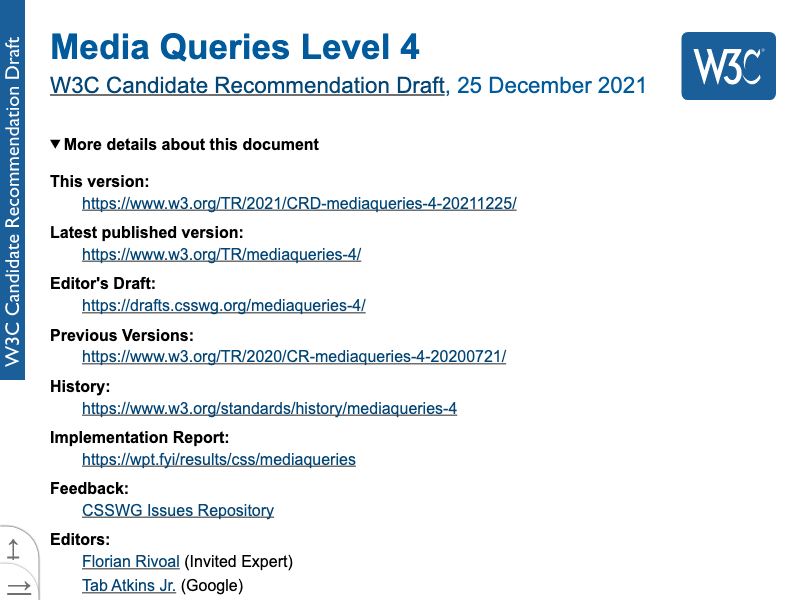 W3C Candidate Recommendation Draft
Media Queries Level 4
W3C Candidate Recommendation Draft, 25 December 2021
W3C
▼ More details about this document
This version:
https://www.w3.org/TR/2021/CRD-mediaqueries-4-20211225/
Latest published version:
https://www.w3.org/TR/mediaqueries-4/
Editor's Draft:
https://drafts.csswg.org/mediaqueries-4/
Previous Versions:
https://www.w3.org/TR/2020/CR-mediaqueries-4-20200721/
History:
https://www.w3.org/standards/history/mediaqueries-4
Implementation Report:
https://wpt.fyi/results/css/mediaqueries
Feedback:
CSSWG Issues Repository
Editors:
Florian Rivoal (Invited Expert)
Tab Atkins Jr. (Google)